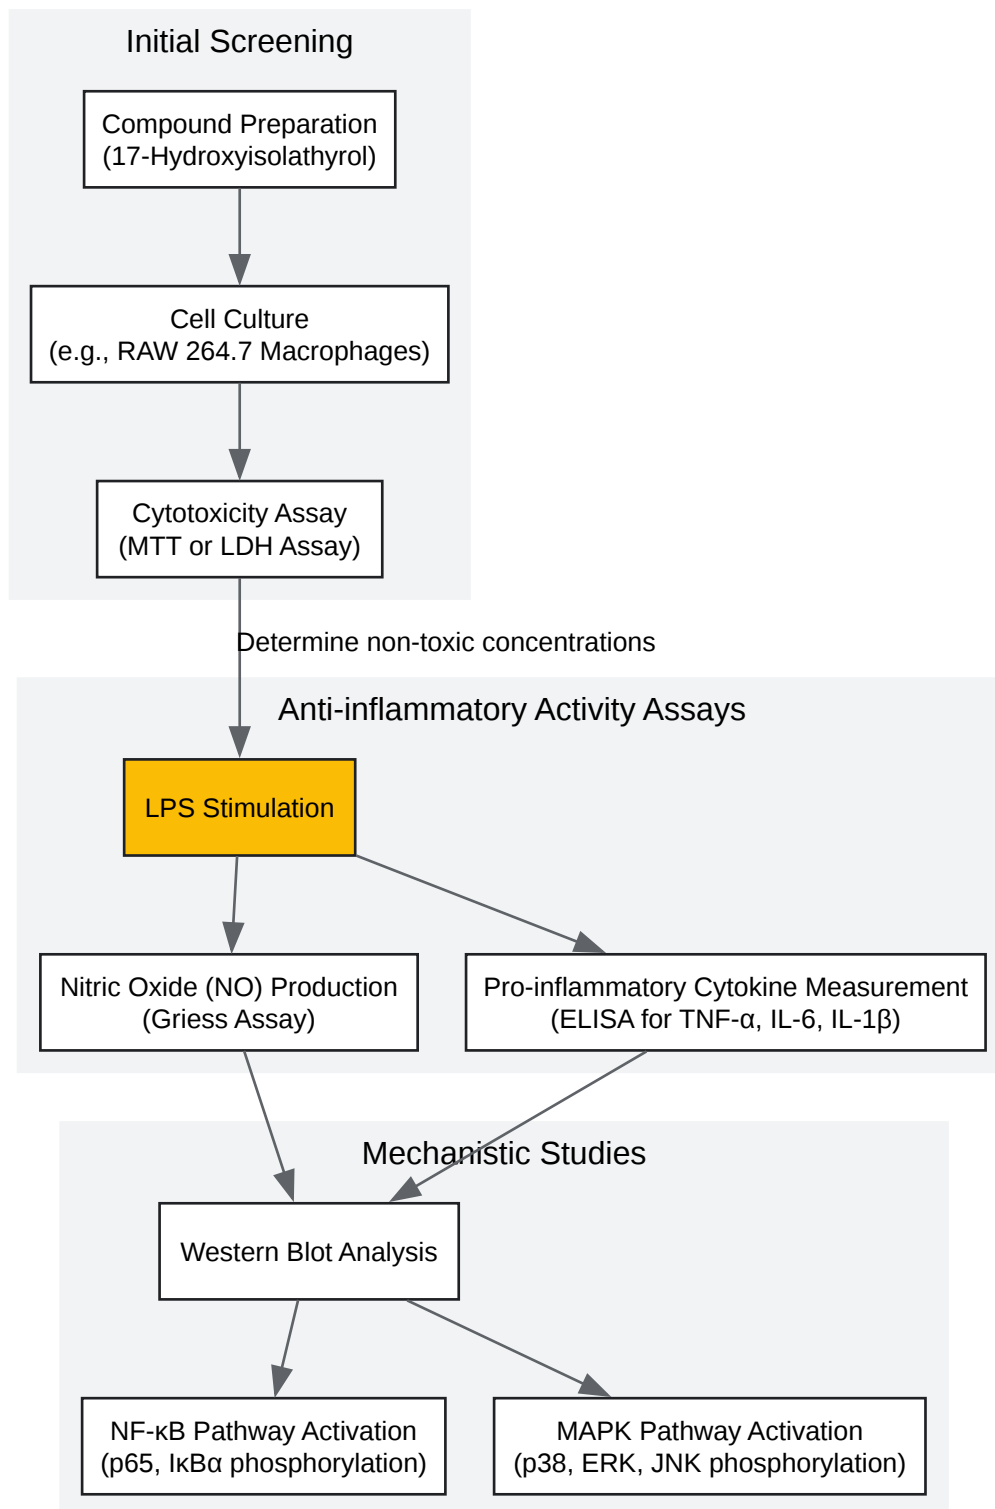 Initial Screening
Compound Preparation
(17-Hydroxyisolathyrol)
Cell Culture
(e.g., RAW 264.7 Macrophages)
Cytotoxicity Assay
(MTT or LDH Assay)
Determine non-toxic concentrations
Anti-inflammatory Activity Assays
LPS Stimulation
Nitric Oxide (NO) Production
(Griess Assay)
Pro-inflammatory Cytokine Measurement
(ELISA for TNF-α, IL-6, IL-1β)
Mechanistic Studies
Western Blot Analysis
NF-κB Pathway Activation
(p65, IκBα phosphorylation)
MAPK Pathway Activation
(p38, ERK, JNK phosphorylation)